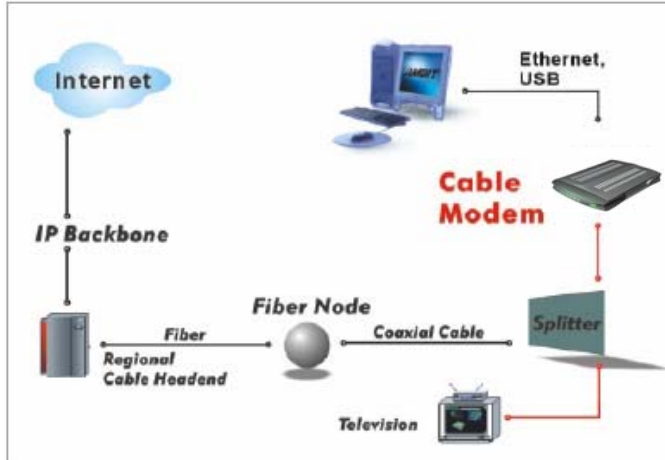 Internet
Ethernet,
USB
Cable
Modem
IP Backbone
Fiber Node
Fiber
Coaxial Cable
Splitter
Regional
Cable Headend
Television